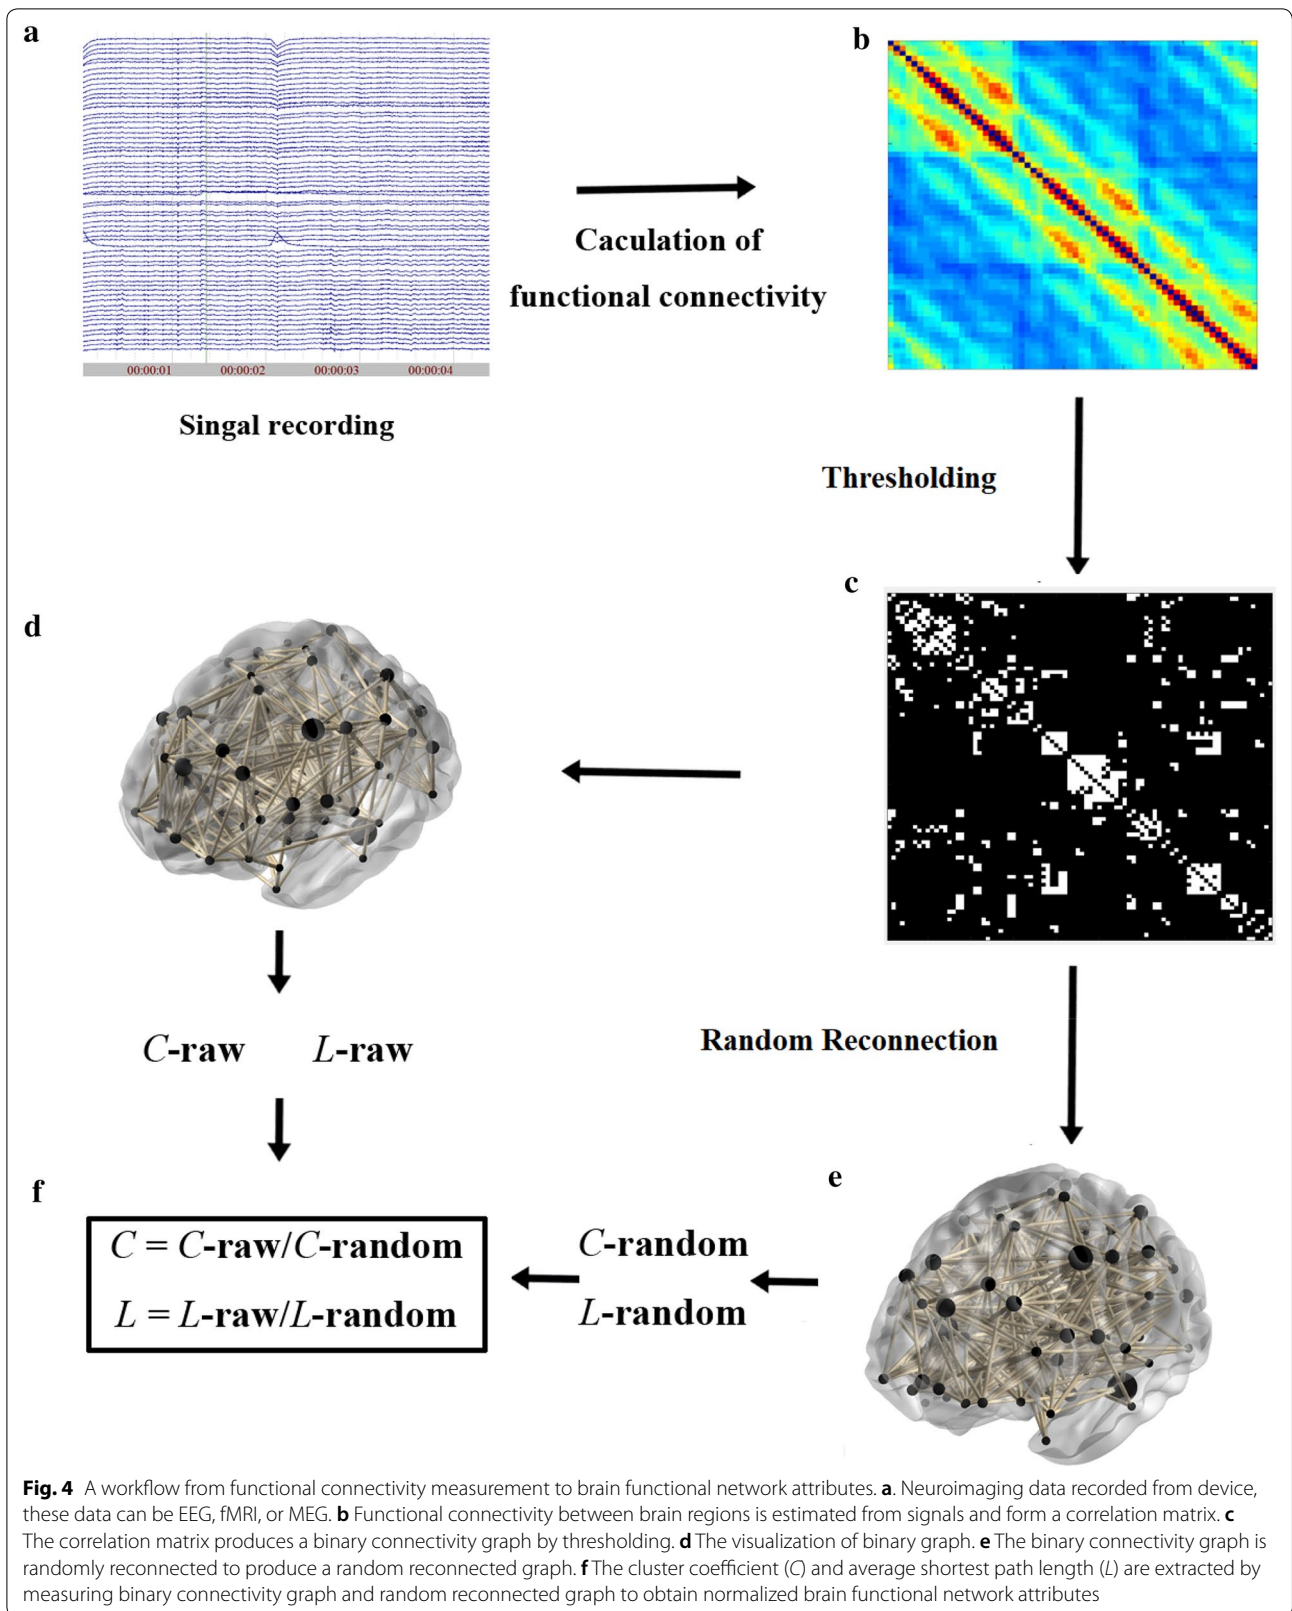 a
00:00:01 00:00:02 00:00:03 00:00:04
Singal recording
Caculation of
functional connectivity
b
Thresholding
c
d
C-raw L-raw
Random Reconnection
e
C-random
L-random
f
C = C-raw/C-random
L = L-raw/L-random
Fig. 4 A workflow from functional connectivity measurement to brain functional network attributes. a. Neuroimaging data recorded from device,
these data can be EEG, fMRI, or MEG. b Functional connectivity between brain regions is estimated from signals and form a correlation matrix. c
The correlation matrix produces a binary connectivity graph by thresholding. d The visualization of binary graph. e The binary connectivity graph is
randomly reconnected to produce a random reconnected graph. f The cluster coefficient (C) and average shortest path length (L) are extracted by
measuring binary connectivity graph and random reconnected graph to obtain normalized brain functional network attributes